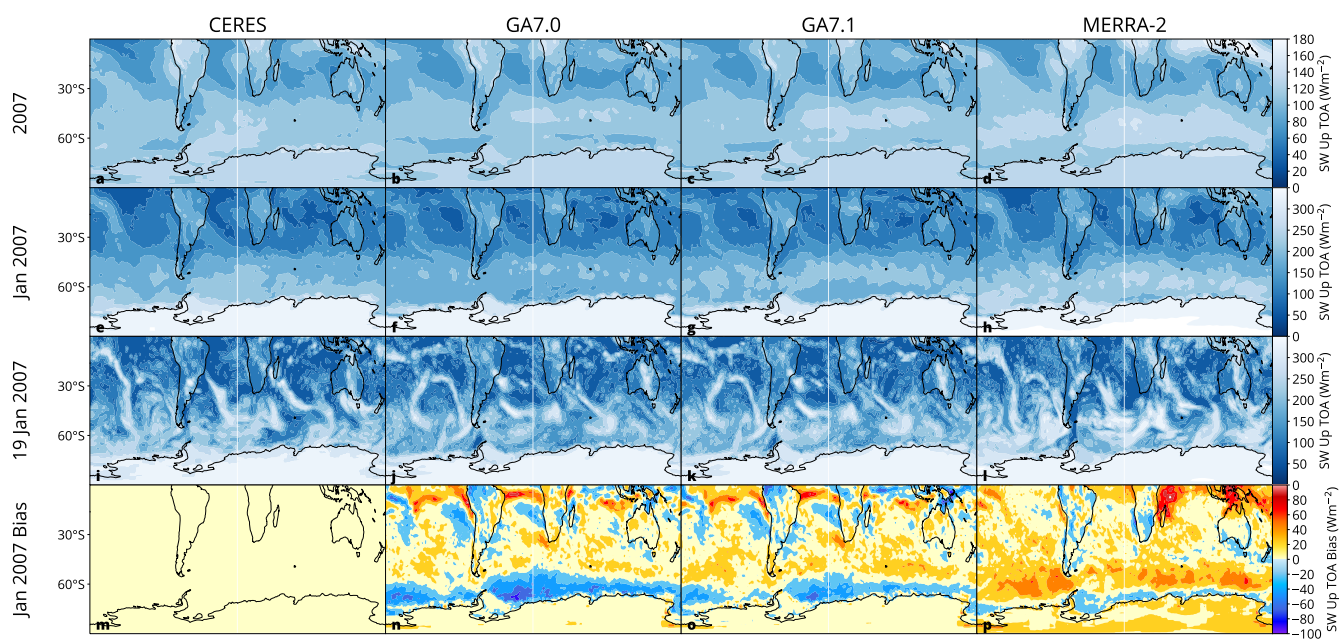 CERES GA7.0 GA7.1 MERRA-2
2007
30°S
60°S
a b c d
180
160
140
120
100
80
60
40
20
0
SW Up TOA (Wm⁻²)
Jan 2007
30°S
60°S
e f g h
300
250
200
150
100
50
0
SW Up TOA (Wm⁻²)
19 Jan 2007
30°S
60°S
i j k l
300
250
200
150
100
50
0
SW Up TOA (Wm⁻²)
Jan 2007 Bias
30°S
60°S
m n o p
80
60
40
20
0
−20
−40
−60
−80
−100
SW Up TOA Bias (Wm⁻²)